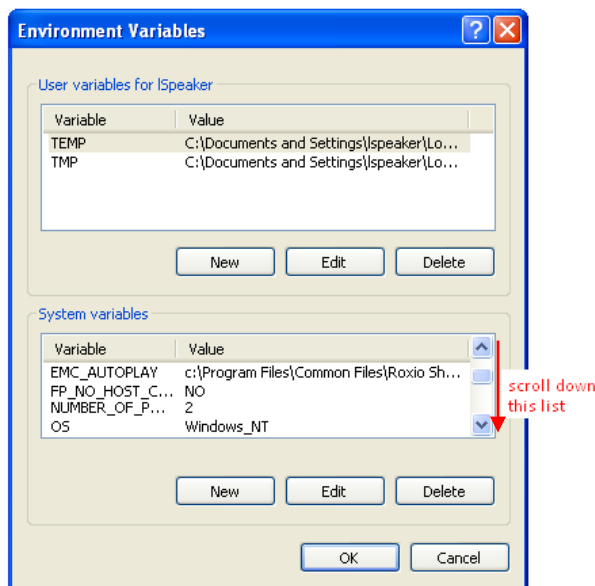 Environment Variables
User variables for lSpeaker
Variable Value
TEMP C:\Documents and Settings\lspeaker\Lo...
TMP C:\Documents and Settings\lspeaker\Lo...
New Edit Delete
System variables
Variable Value
EMC_AUTOPLAY c:\Program Files\Common Files\Roxio Sh...
FP_NO_HOST_C... NO
NUMBER_OF_P... 2
OS Windows_NT
scroll down
this list
New Edit Delete
OK Cancel